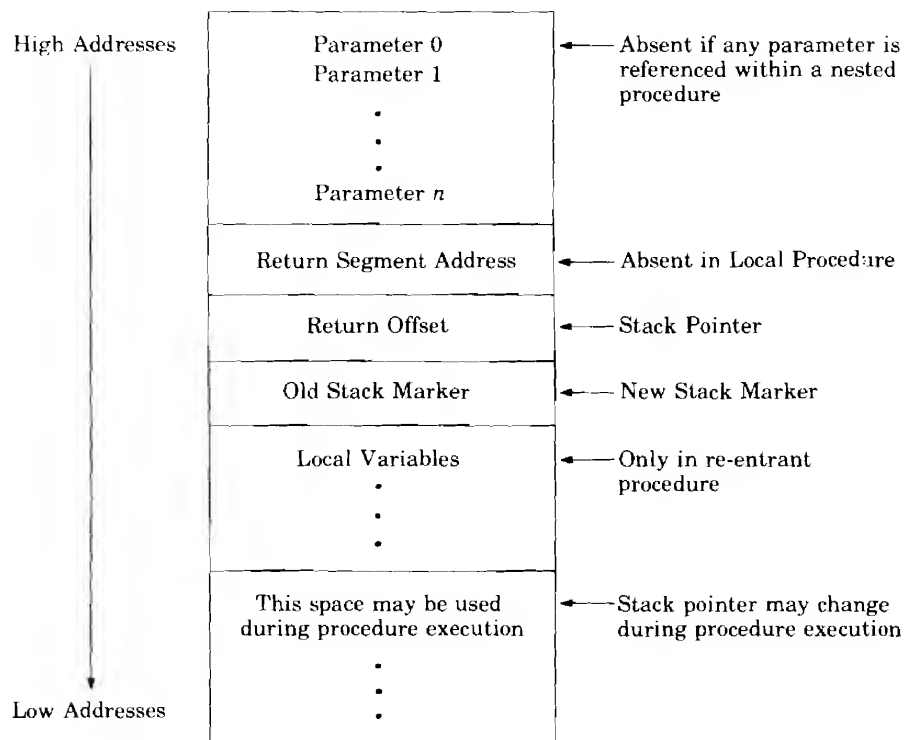 High Addresses
Parameter 0
Parameter 1
.
.
.
Parameter n
Absent if any parameter is
referenced within a nested
procedure
Return Segment Address
Absent in Local Procedure
Return Offset
Stack Pointer
Old Stack Marker
New Stack Marker
Local Variables
.
.
.
Only in re-entrant
procedure
This space may be used
during procedure execution
.
.
.
Stack pointer may change
during procedure execution
Low Addresses